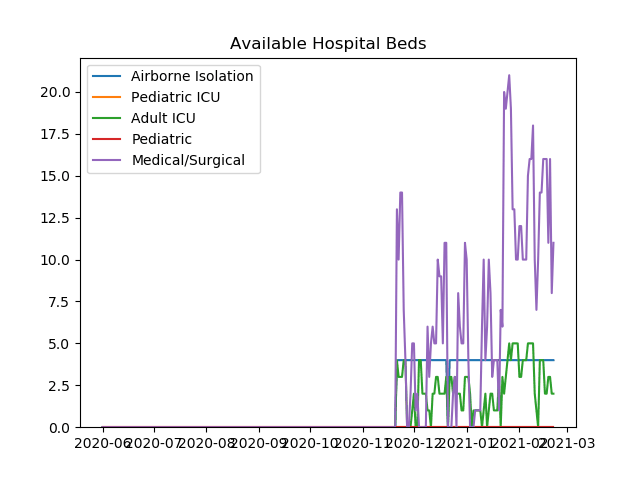 Available Hospital Beds
Airborne Isolation
Pediatric ICU
Adult ICU
Pediatric
Medical/Surgical
20.0
17.5
15.0
12.5
10.0
7.5
5.0
2.5
0.0
2020-06 2020-07 2020-08 2020-09 2020-10 2020-11 2020-12 2021-01 2021-02 2021-03